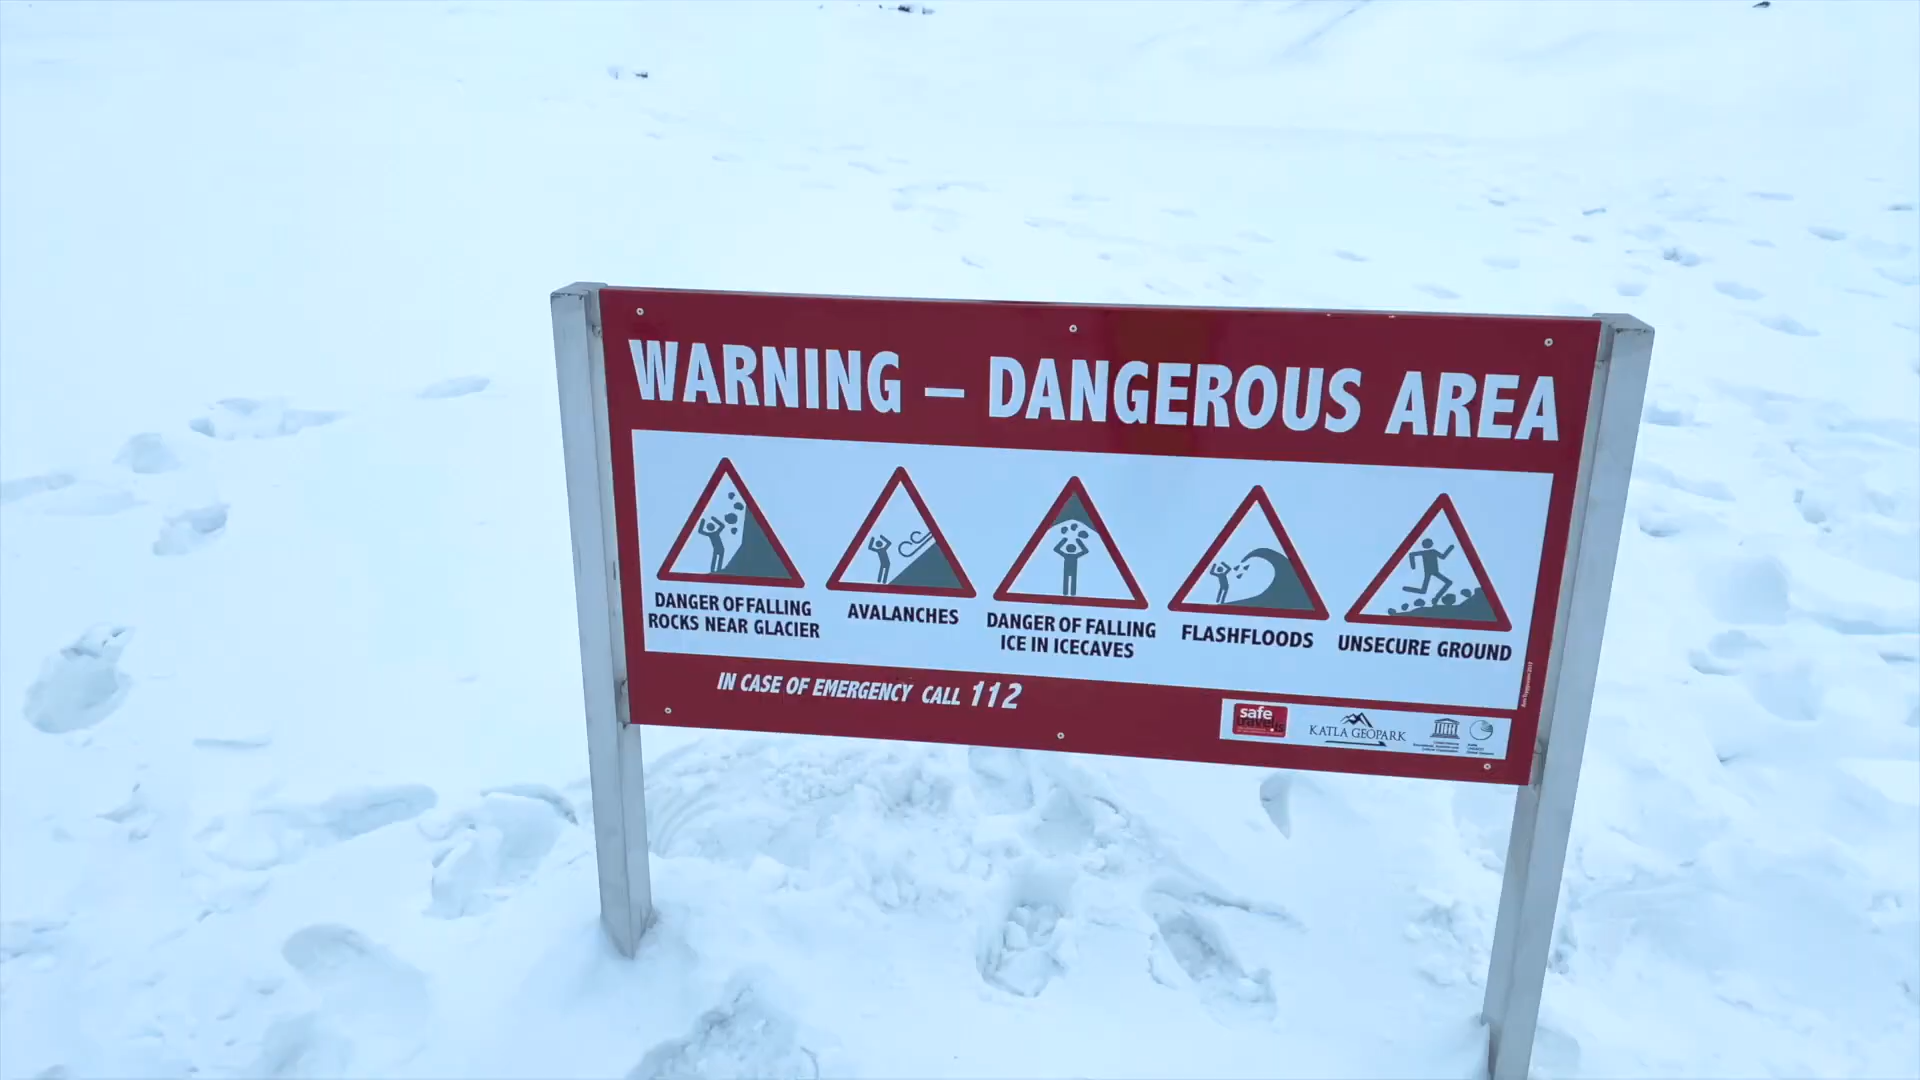 WARNING – DANGEROUS AREA
DANGER OF FALLING
ROCKS NEAR GLACIER
AVALANCHES
DANGER OF FALLING
ICE IN ICECAVES
FLASHFLOODS
UNSECURE GROUND
IN CASE OF EMERGENCY CALL 112
safe
travel.is
KATLA GEOPARK